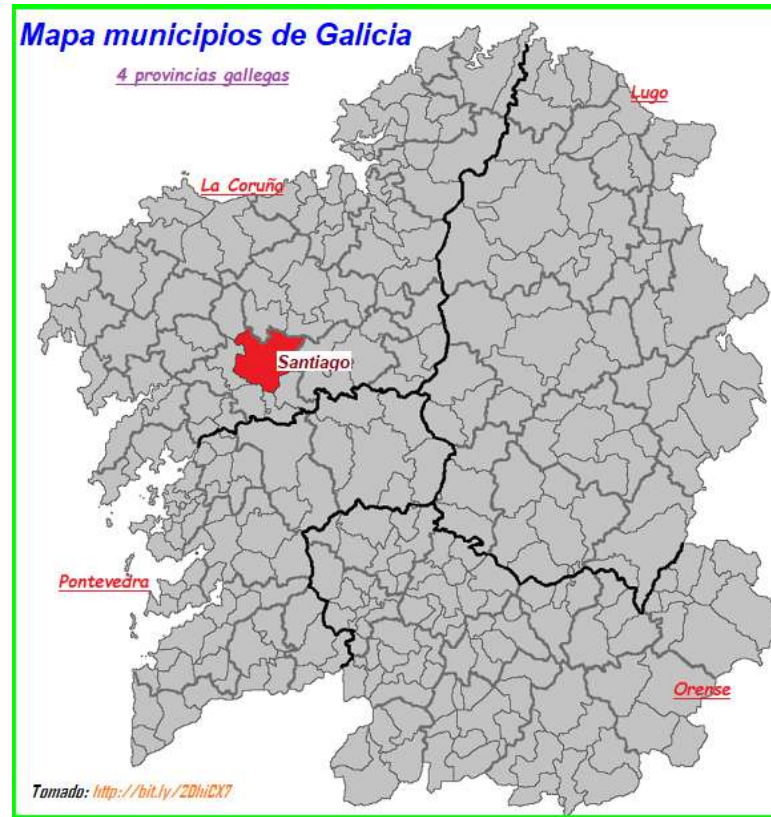 Mapa municipios de Galicia
4 provincias gallegas
Lugo
La Coruña
Santiago
Pontevedra
Orense
Tomado: http://bit.ly/2DhiCX7